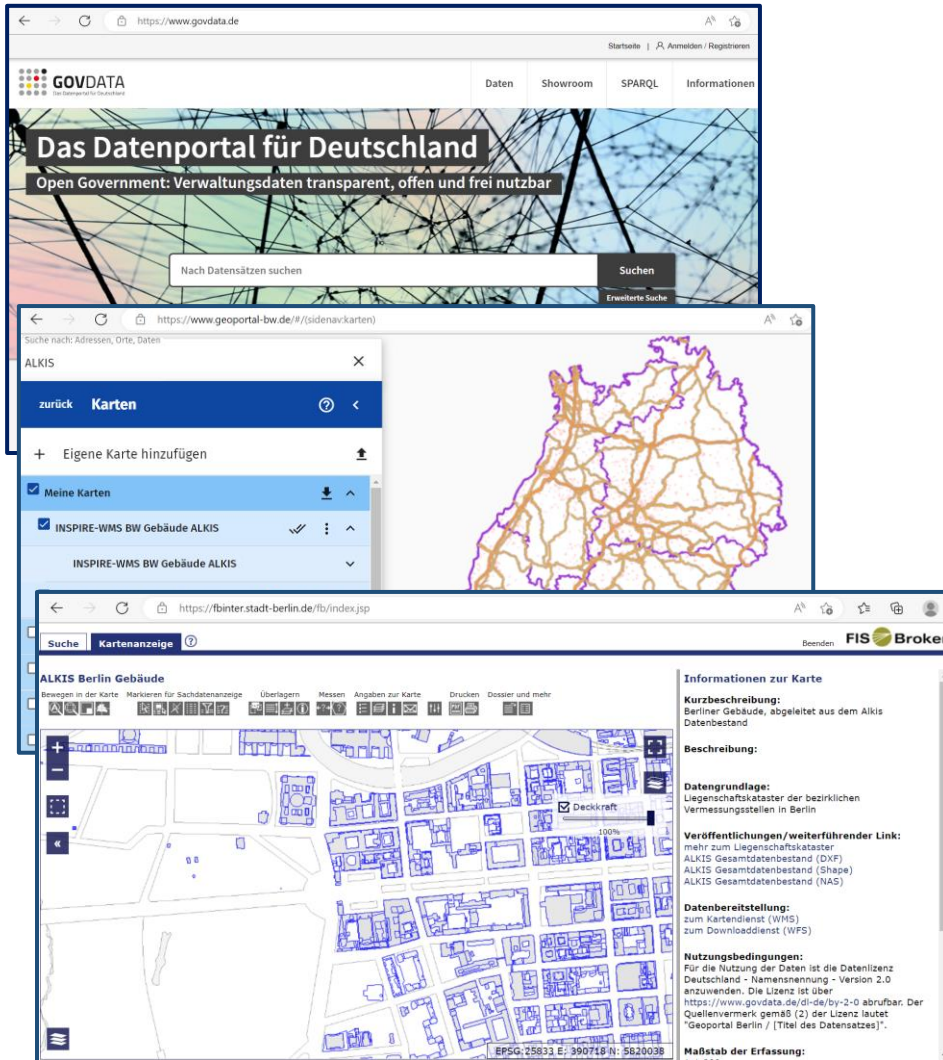 https://www.govdata.de
Startseite | Anmelden / Registrieren
GOVDATA
Das Datenportal für Deutschland
Daten Showroom SPARQL Informationen
Das Datenportal für Deutschland
Open Government: Verwaltungsdaten transparent, offen und frei nutzbar
Nach Datensätzen suchen
Suchen
Erweiterte Suche
https://www.geoportal-bw.de/#/(sidenav:karten)
Suche nach: Adressen, Orte, Daten
ALKIS
zurück Karten
Eigene Karte hinzufügen
Meine Karten
INSPIRE-WMS BW Gebäude ALKIS
INSPIRE-WMS BW Gebäude ALKIS
https://fbinter.stadt-berlin.de/fb/index.jsp
Suche Kartenanzeige
Beenden FIS Broker
ALKIS Berlin Gebäude
Bewegen in der Karte Markieren für Sachdatenanzeige Überlagern Messen Angaben zur Karte Drucken Dossier und mehr
Deckkraft
100%
EPSG:25833 E: 390718 N: 5820038
Informationen zur Karte
Kurzbeschreibung:
Berliner Gebäude, abgeleitet aus dem Alkis
Datenbestand
Beschreibung:
Datengrundlage:
Liegenschaftskataster der bezirklichen
Vermessungsstellen in Berlin
Veröffentlichungen/weiterführender Link:
mehr zum Liegenschaftskataster
ALKIS Gesamtdatenbestand (DXF)
ALKIS Gesamtdatenbestand (Shape)
ALKIS Gesamtdatenbestand (NAS)
Datenbereitstellung:
zum Kartendienst (WMS)
zum Downloaddienst (WFS)
Nutzungsbedingungen:
Für die Nutzung der Daten ist die Datenlizenz
Deutschland - Namensnennung - Version 2.0
anzuwenden. Die Lizenz ist über
https://www.govdata.de/dl-de/by-2-0 abrufbar. Der
Quellenvermerk gemäß (2) der Lizenz lautet
"Geoportal Berlin / [Titel des Datensatzes]".
Maßstab der Erfassung: